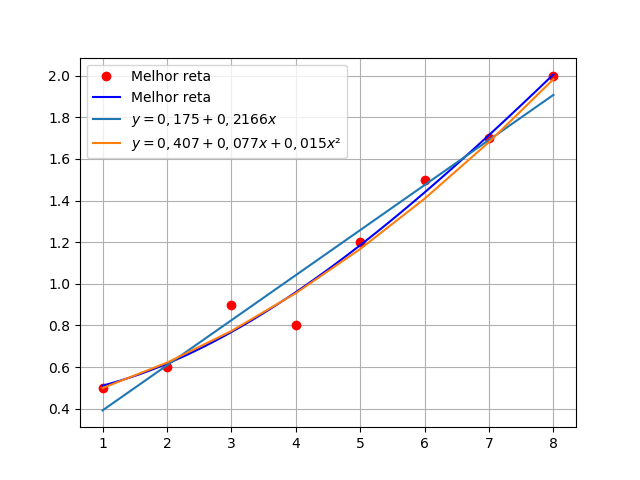 Melhor reta
Melhor reta
y = 0, 175 + 0, 2166x
y = 0, 407 + 0, 077x + 0, 015x²
2.0
1.8
1.6
1.4
1.2
1.0
0.8
0.6
0.4
1 2 3 4 5 6 7 8